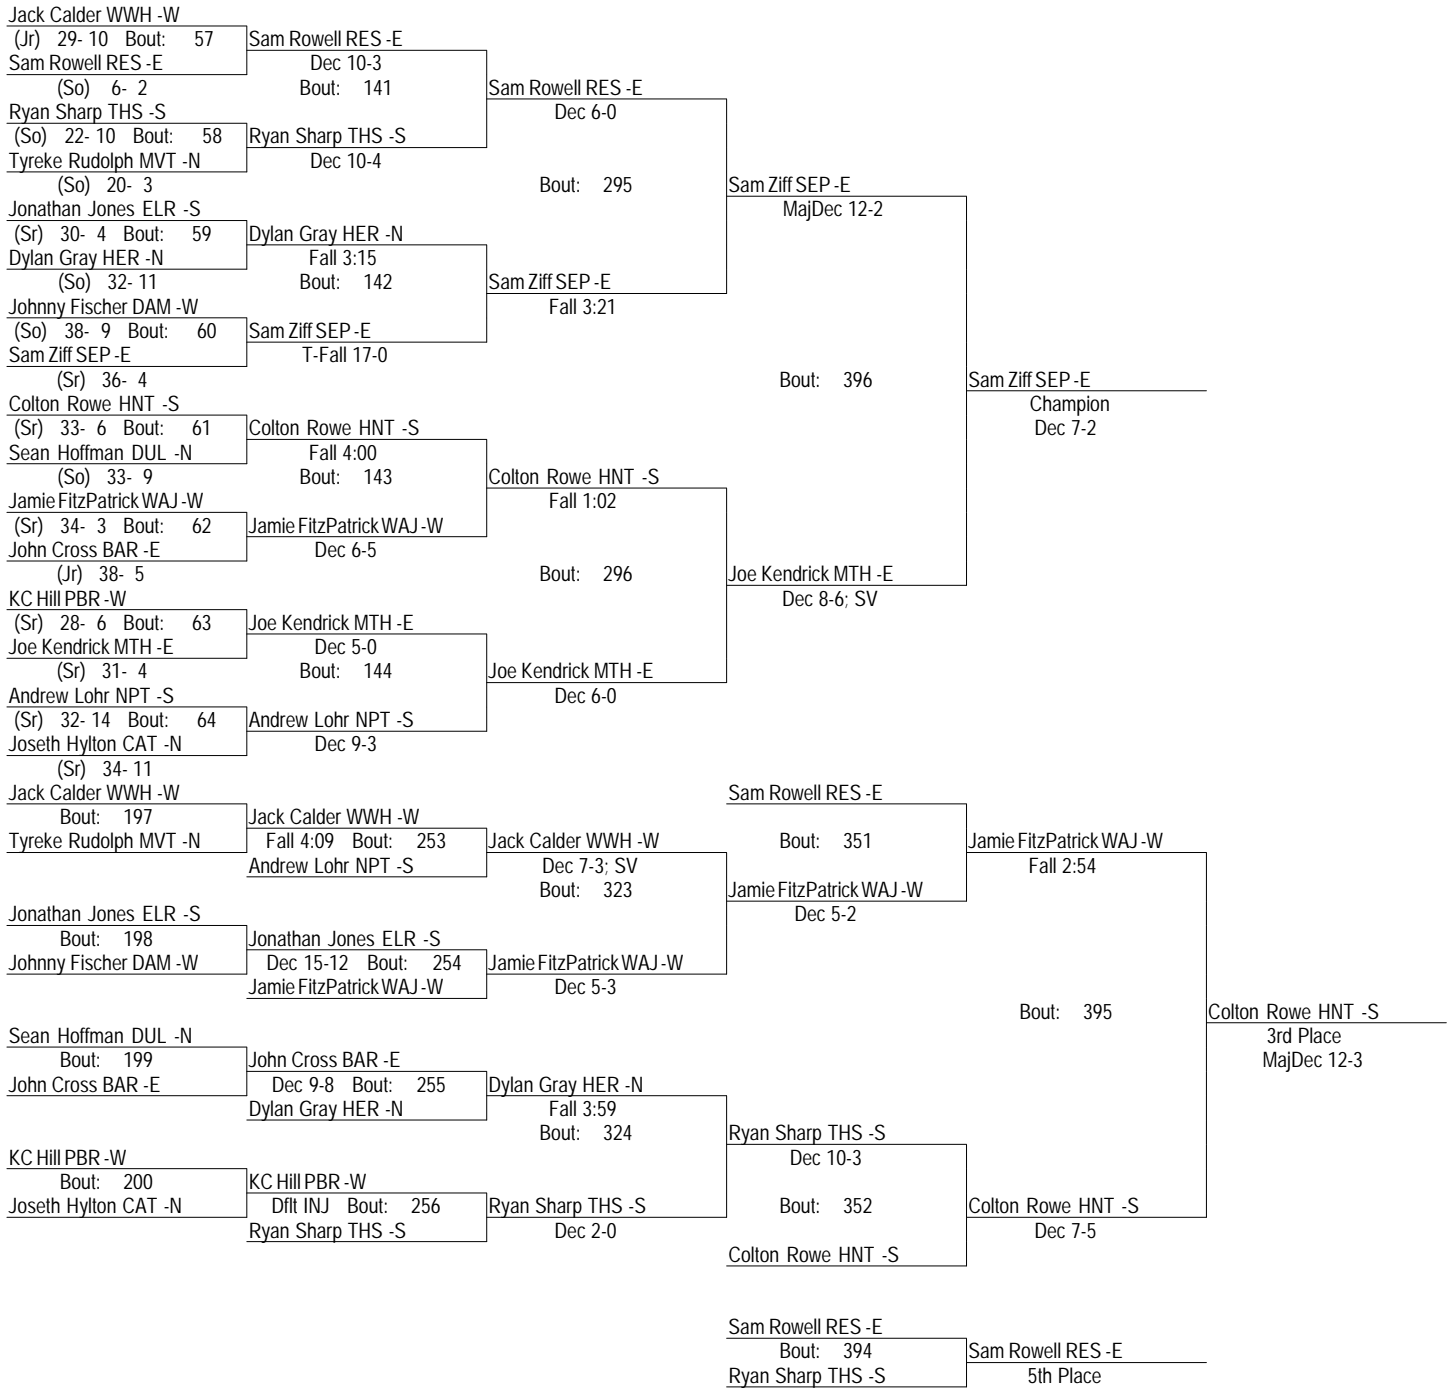 Jack Calder WWH -W
(Jr) 29- 10 Bout: 57 Sam Rowell RES -E
Sam Rowell RES -E Dec 10-3
(So) 6- 2 Bout: 141 Sam Rowell RES -E
Ryan Sharp THS -S Dec 6-0
(So) 22- 10 Bout: 58 Ryan Sharp THS -S
Tyreke Rudolph MVT -N Dec 10-4
(So) 20- 3 Bout: 295 Sam Ziff SEP -E
Jonathan Jones ELR -S MajDec 12-2
(Sr) 30- 4 Bout: 59 Dylan Gray HER -N
Dylan Gray HER -N Fall 3:15
(So) 32- 11 Bout: 142 Sam Ziff SEP -E
Johnny Fischer DAM -W Fall 3:21
(So) 38- 9 Bout: 60 Sam Ziff SEP -E
Sam Ziff SEP -E T-Fall 17-0
(Sr) 36- 4 Bout: 396 Sam Ziff SEP -E
Colton Rowe HNT -S Champion
(Sr) 33- 6 Bout: 61 Colton Rowe HNT -S Dec 7-2
Sean Hoffman DUL -N Fall 4:00
(So) 33- 9 Bout: 143 Colton Rowe HNT -S
Jamie FitzPatrick WAJ -W Fall 1:02
(Sr) 34- 3 Bout: 62 Jamie FitzPatrick WAJ -W
John Cross BAR -E Dec 6-5
(Jr) 38- 5 Bout: 296 Joe Kendrick MTH -E
KC Hill PBR -W Dec 8-6; SV
(Sr) 28- 6 Bout: 63 Joe Kendrick MTH -E
Joe Kendrick MTH -E Dec 5-0
(Sr) 31- 4 Bout: 144 Joe Kendrick MTH -E
Andrew Lohr NPT -S Dec 6-0
(Sr) 32- 14 Bout: 64 Andrew Lohr NPT -S
Joseth Hylton CAT -N Dec 9-3
(Sr) 34- 11
Jack Calder WWH -W Sam Rowell RES -E
Bout: 197 Jack Calder WWH -W
Tyreke Rudolph MVT -N Fall 4:09 Bout: 253 Jack Calder WWH -W Bout: 351 Jamie FitzPatrick WAJ -W
Andrew Lohr NPT -S Dec 7-3; SV Fall 2:54
Bout: 323 Jamie FitzPatrick WAJ -W
Jonathan Jones ELR -S Dec 5-2
Bout: 198 Jonathan Jones ELR -S
Johnny Fischer DAM -W Dec 15-12 Bout: 254 Jamie FitzPatrick WAJ -W
Jamie FitzPatrick WAJ -W Dec 5-3
Bout: 395 Colton Rowe HNT -S
Sean Hoffman DUL -N 3rd Place
Bout: 199 John Cross BAR -E MajDec 12-3
John Cross BAR -E Dec 9-8 Bout: 255 Dylan Gray HER -N
Dylan Gray HER -N Fall 3:59
Bout: 324 Ryan Sharp THS -S
KC Hill PBR -W Dec 10-3
Bout: 200 KC Hill PBR -W
Joseth Hylton CAT -N Dflt INJ Bout: 256 Ryan Sharp THS -S Bout: 352 Colton Rowe HNT -S
Ryan Sharp THS -S Dec 2-0 Dec 7-5
Colton Rowe HNT -S
Sam Rowell RES -E
Bout: 394 Sam Rowell RES -E
Ryan Sharp THS -S 5th Place